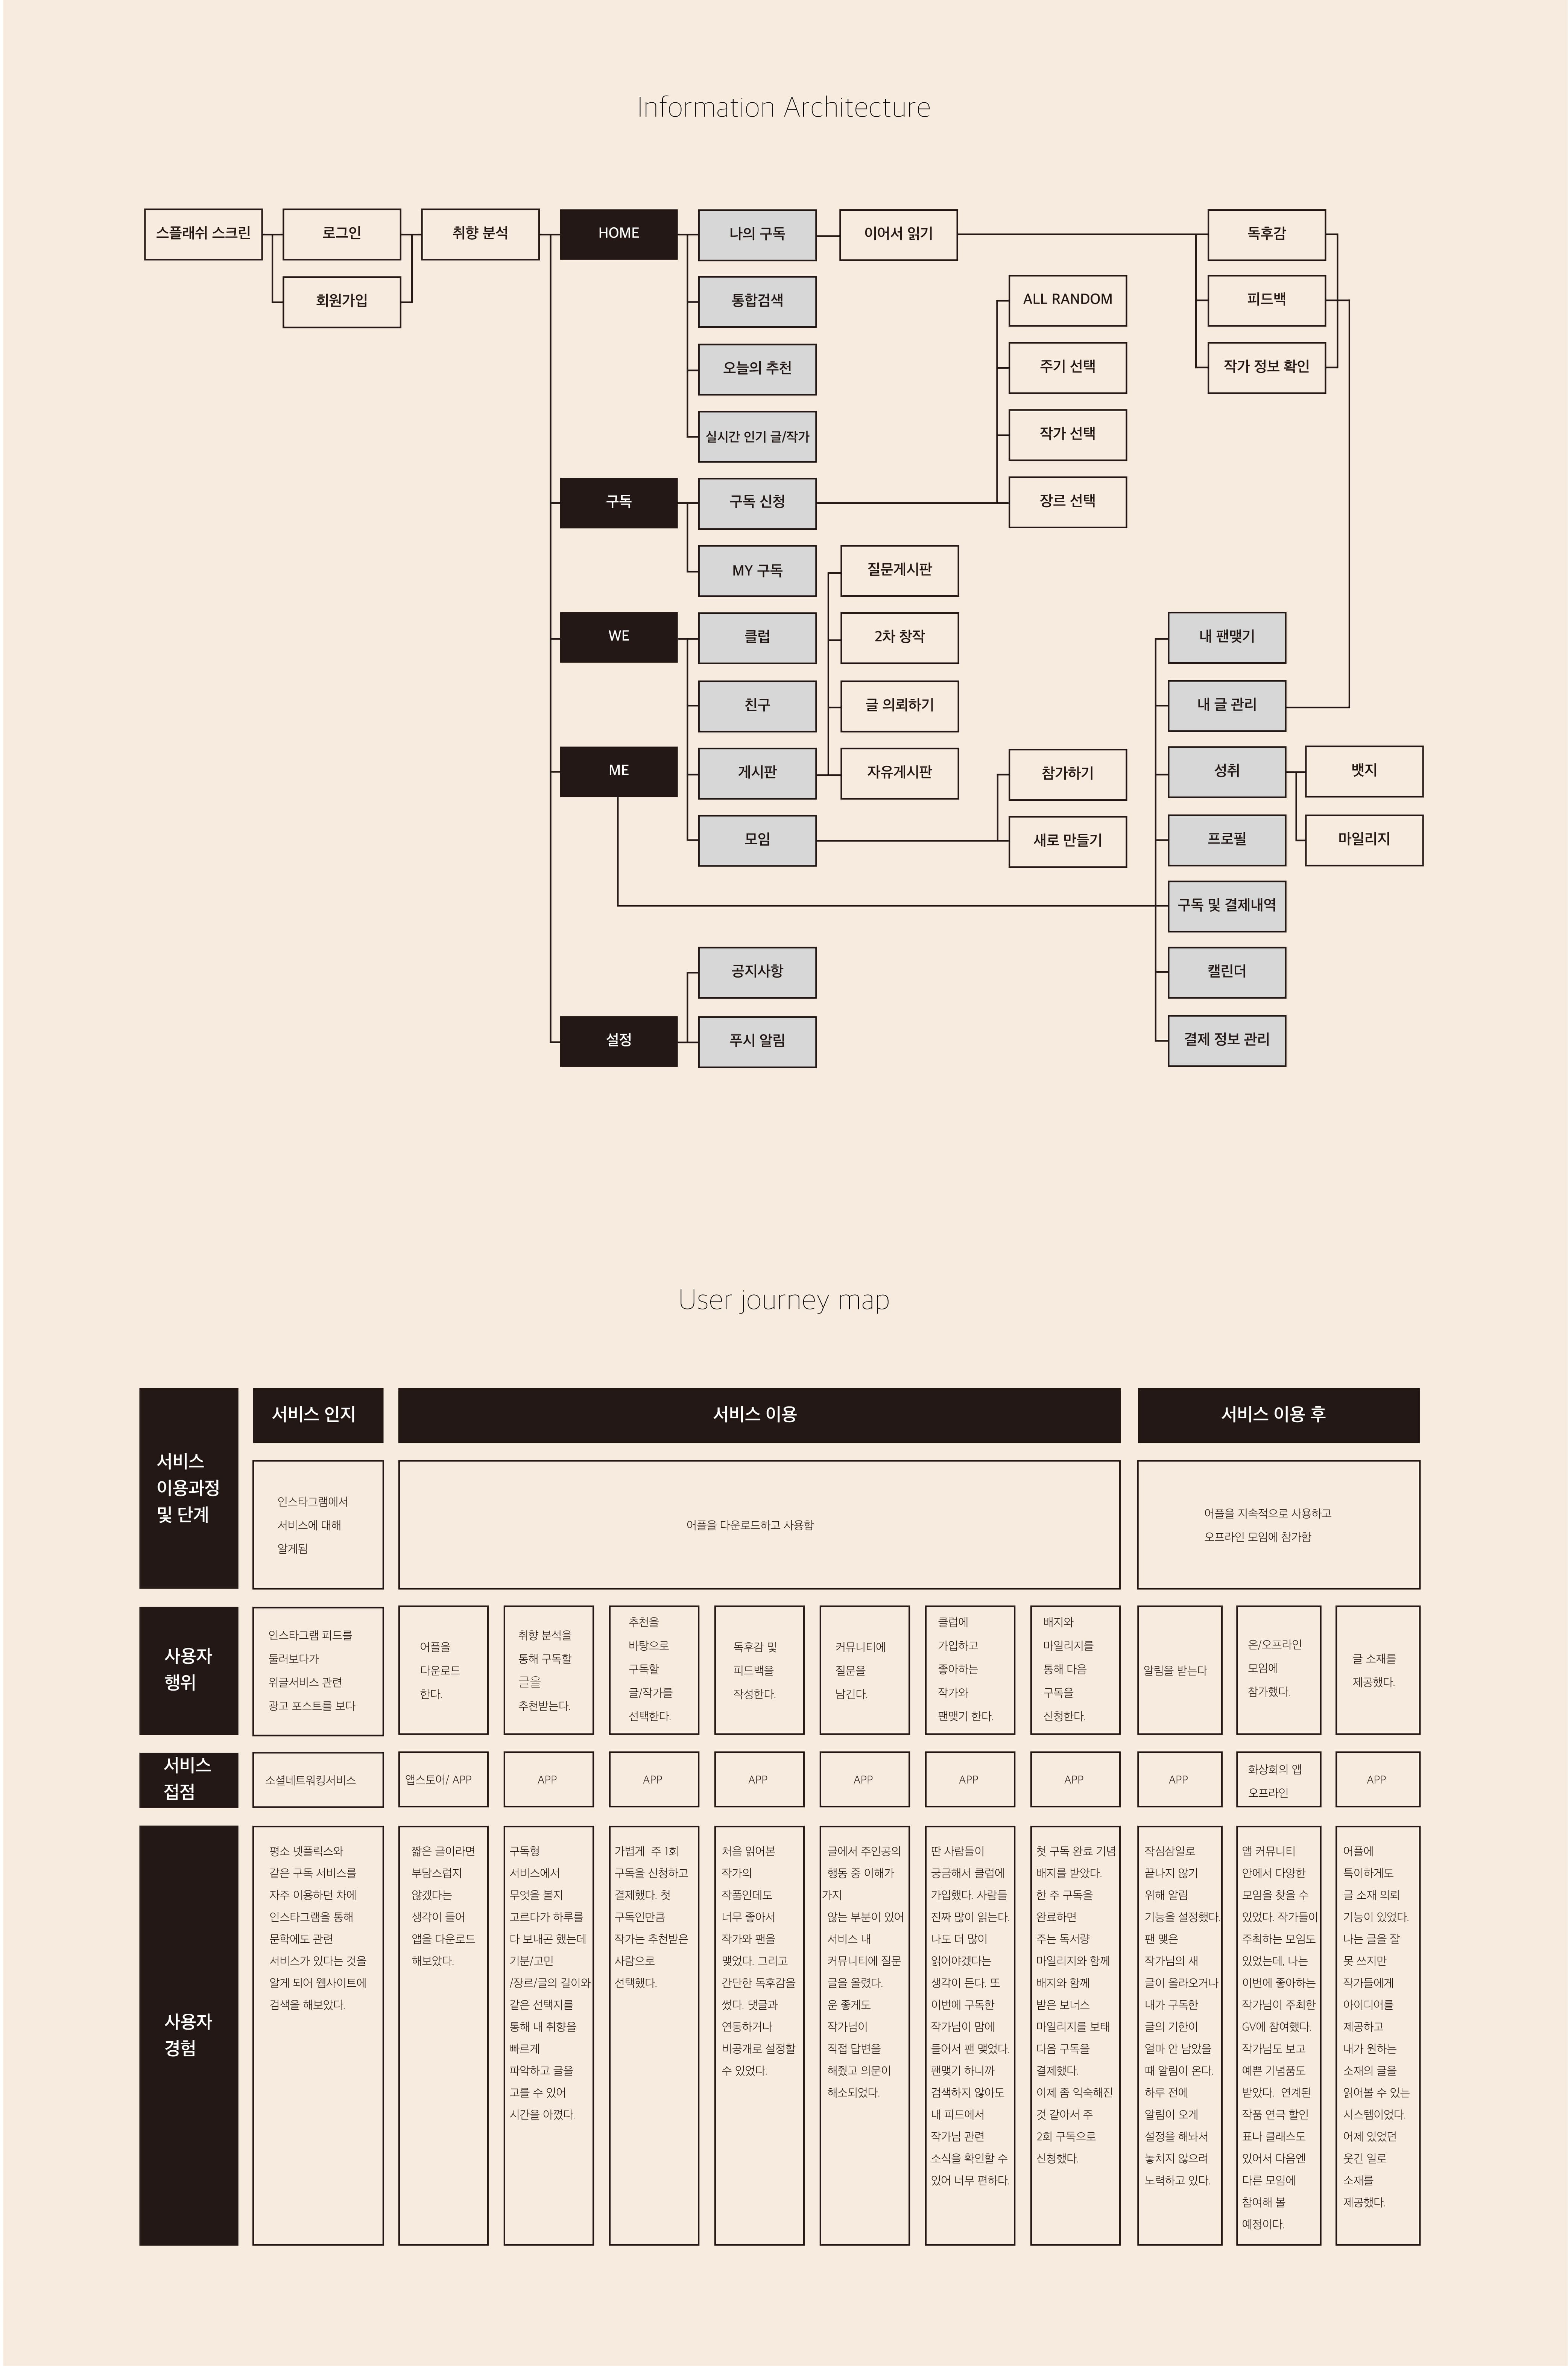 Information Architecture
스플래쉬 스크린
로그인
회원가입
취향 분석
HOME
나의 구독
이어서 읽기
독후감
피드백
작가 정보 확인
통합검색
오늘의 추천
실시간 인기 글/작가
구독
구독 신청
ALL RANDOM
주기 선택
작가 선택
장르 선택
MY 구독
WE
클럽
친구
게시판
질문게시판
2차 창작
글 의뢰하기
자유게시판
모임
참가하기
새로 만들기
ME
내 팬맺기
내 글 관리
성취
뱃지
마일리지
프로필
구독 및 결제내역
캘린더
결제 정보 관리
설정
공지사항
푸시 알림
User journey map
서비스
이용과정
및 단계
서비스 인지
서비스 이용
서비스 이용 후
인스타그램에서
서비스에 대해
알게됨
어플을 다운로드하고 사용함
어플을 지속적으로 사용하고
오프라인 모임에 참가함
사용자
행위
인스타그램 피드를
둘러보다가
위글서비스 관련
광고 포스트를 보다
어플을
다운로드
한다.
취향 분석을
통해 구독할
글을
추천받는다.
추천을
바탕으로
구독할
글/작가를
선택한다.
독후감 및
피드백을
작성한다.
커뮤니티에
질문을
남긴다.
클럽에
가입하고
좋아하는
작가와
팬맺기 한다.
배지와
마일리지를
통해 다음
구독을
신청한다.
알림을 받는다
온/오프라인
모임에
참가했다.
글 소재를
제공했다.
서비스
접점
소셜네트워킹서비스
앱스토어/ APP
APP
APP
APP
APP
APP
APP
APP
화상회의 앱
오프라인
APP
사용자
경험
평소 넷플릭스와
같은 구독 서비스를
자주 이용하던 차에
인스타그램을 통해
문학에도 관련
서비스가 있다는 것을
알게 되어 웹사이트에
검색을 해보았다.
짧은 글이라면
부담스럽지
않겠다는
생각이 들어
앱을 다운로드
해보았다.
구독형
서비스에서
무엇을 볼지
고르다가 하루를
다 보내곤 했는데
기분/고민
/장르/글의 길이와
같은 선택지를
통해 내 취향을
빠르게
파악하고 글을
고를 수 있어
시간을 아꼈다.
가볍게  주 1회
구독을 신청하고
결제했다. 첫
구독인만큼
작가는 추천받은
사람으로
선택했다.
처음 읽어본
작가의
작품인데도
너무 좋아서
작가와 팬을
맺었다. 그리고
간단한 독후감을
썼다. 댓글과
연동하거나
비공개로 설정할
수 있었다.
글에서 주인공의
행동 중 이해가
가지
않는 부분이 있어
서비스 내
커뮤니티에 질문
글을 올렸다.
운 좋게도
작가님이
직접 답변을
해줬고 의문이
해소되었다.
딴 사람들이
궁금해서 클럽에
가입했다. 사람들
진짜 많이 읽는다.
나도 더 많이
읽어야겠다는
생각이 든다. 또
이번에 구독한
작가님이 맘에
들어서 팬 맺었다.
팬맺기 하니까
검색하지 않아도
내 피드에서
작가님 관련
소식을 확인할 수
있어 너무 편하다.
첫 구독 완료 기념
배지를 받았다.
한 주 구독을
완료하면
주는 독서량
마일리지와 함께
배지와 함께
받은 보너스
마일리지를 보태
다음 구독을
결제했다.
이제 좀 익숙해진
것 같아서 주
2회 구독으로
신청했다.
작심삼일로
끝나지 않기
위해 알림
기능을 설정했다.
팬 맺은
작가님의 새
글이 올라오거나
내가 구독한
글의 기한이
얼마 안 남았을
때 알림이 온다.
하루 전에
알림이 오게
설정을 해놔서
놓치지 않으려
노력하고 있다.
앱 커뮤니티
안에서 다양한
모임을 찾을 수
있었다. 작가들이
주최하는 모임도
있었는데, 나는
이번에 좋아하는
작가님이 주최한
GV에 참여했다.
작가님도 보고
예쁜 기념품도
받았다.  연계된
작품 연극 할인
표나 클래스도
있어서 다음엔
다른 모임에
참여해 볼
예정이다.
어플에
특이하게도
글 소재 의뢰
기능이 있었다.
나는 글을 잘
못 쓰지만
작가들에게
아이디어를
제공하고
내가 원하는
소재의 글을
읽어볼 수 있는
시스템이었다.
어제 있었던
웃긴 일로
소재를
제공했다.